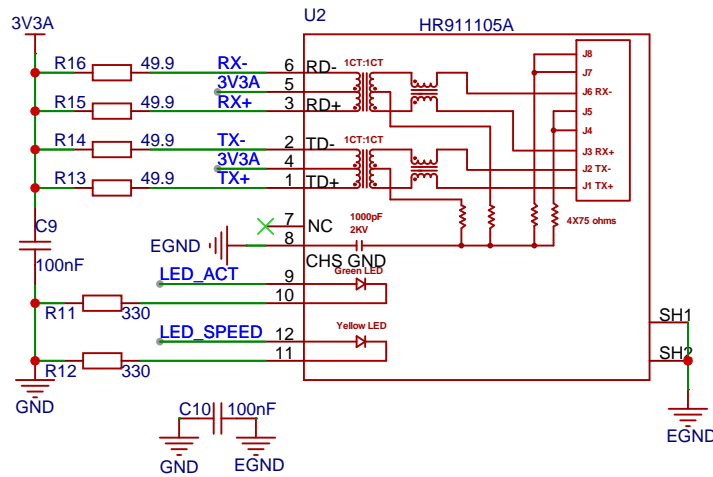 U2
3V3A
HR911105A
R16 49.9 RX- 6 RD- 1CT:1CT J8
3V3A 5 J7
R15 49.9 RX+ 3 RD+ J6 RX-
J5
R14 49.9 TX- 2 TD- 1CT:1CT J4
3V3A 4 J3 RX+
R13 49.9 TX+ 1 TD+ J2 TX-
J1 TX+
C9 7 NC 1000pF 4X75 ohms
2KV
EGND 8 CHS GND
100nF
LED_ACT 9 Green LED
R11 330 10
LED_SPEED 12 Yellow LED SH1
R12 330 11 SH2
GND
C10 100nF
EGND
GND EGND